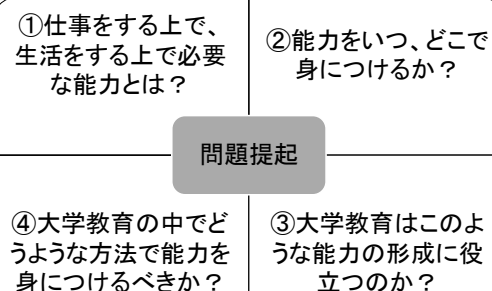 ①仕事をする上で、
生活をする上で必要
な能力とは？
②能力をいつ、どこで
身につけるか？
問題提起
④大学教育の中でど
うような方法で能力を
身につけるべきか？
③大学教育はこのよ
うな能力の形成に役
立つのか？